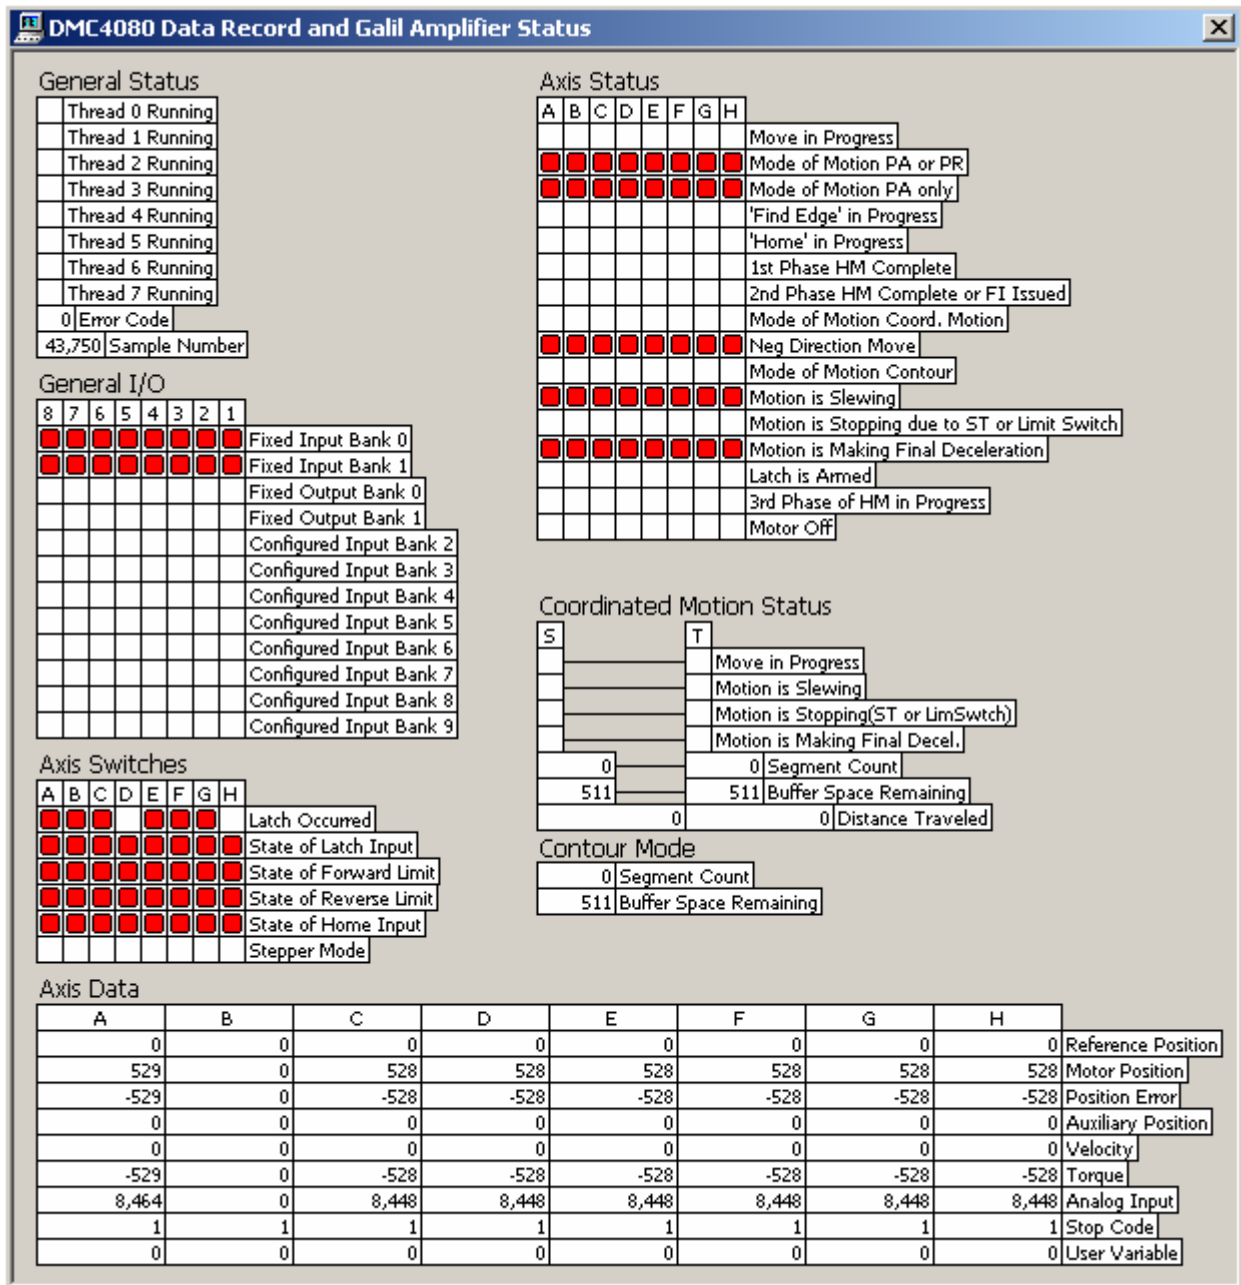 DMC4080 Data Record and Galil Amplifier Status
General Status
Thread 0 Running
Thread 1 Running
Thread 2 Running
Thread 3 Running
Thread 4 Running
Thread 5 Running
Thread 6 Running
Thread 7 Running
0 Error Code
43,750 Sample Number
General I/O
8 7 6 5 4 3 2 1
Fixed Input Bank 0
Fixed Input Bank 1
Fixed Output Bank 0
Fixed Output Bank 1
Configured Input Bank 2
Configured Input Bank 3
Configured Input Bank 4
Configured Input Bank 5
Configured Input Bank 6
Configured Input Bank 7
Configured Input Bank 8
Configured Input Bank 9
Axis Switches
A B C D E F G H
Latch Occurred
State of Latch Input
State of Forward Limit
State of Reverse Limit
State of Home Input
Stepper Mode
Axis Status
A B C D E F G H
Move in Progress
Mode of Motion PA or PR
Mode of Motion PA only
'Find Edge' in Progress
'Home' in Progress
1st Phase HM Complete
2nd Phase HM Complete or FI Issued
Mode of Motion Coord. Motion
Neg Direction Move
Mode of Motion Contour
Motion is Slewing
Motion is Stopping due to ST or Limit Switch
Motion is Making Final Deceleration
Latch is Armed
3rd Phase of HM in Progress
Motor Off
Coordinated Motion Status
S T
Move in Progress
Motion is Slewing
Motion is Stopping(ST or LimSwtch)
Motion is Making Final Decel.
0 0 Segment Count
511 511 Buffer Space Remaining
0 0 Distance Traveled
Contour Mode
0 Segment Count
511 Buffer Space Remaining
Axis Data
A B C D E F G H
0 0 0 0 0 0 0 0 Reference Position
529 0 528 528 528 528 528 528 Motor Position
-529 0 -528 -528 -528 -528 -528 -528 Position Error
0 0 0 0 0 0 0 0 Auxiliary Position
0 0 0 0 0 0 0 0 Velocity
-529 0 -528 -528 -528 -528 -528 -528 Torque
8,464 0 8,448 8,448 8,448 8,448 8,448 8,448 Analog Input
1 1 1 1 1 1 1 1 Stop Code
0 0 0 0 0 0 0 0 User Variable